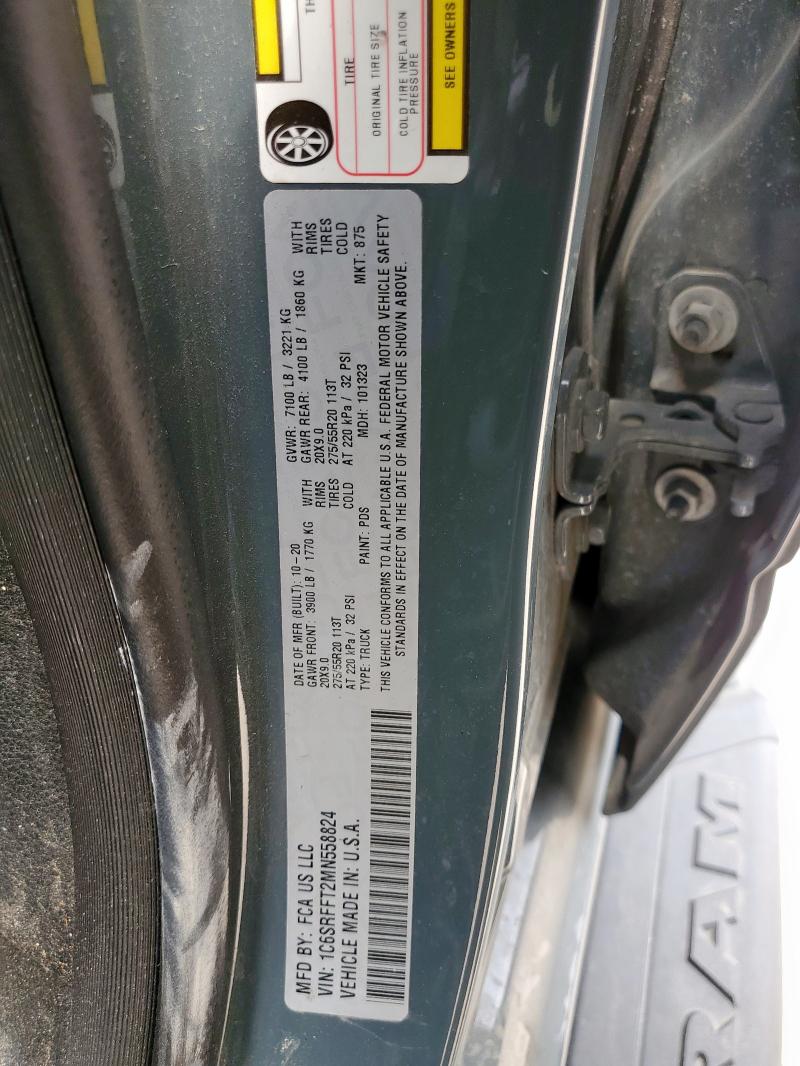 TH
TIRE
ORIGINAL TIRE SIZE
COLD TIRE INFLATION
PRESSURE
SEE OWNERS
MFD BY: FCA US LLC
VIN: 1C6SRFFT2MN558824
VEHICLE MADE IN: U.S.A.
DATE OF MFR (BUILT): 10-20 GVWR: 7100 LB / 3221 KG
GAWR FRONT: 3900 LB / 1770 KG WITH GAWR REAR: 4100 LB / 1860 KG WITH
20X9.0 RIMS 20X9.0 RIMS
275/55R20 113T TIRES 275/55R20 113T TIRES
AT 220 kPa / 32 PSI COLD AT 220 kPa / 32 PSI COLD
TYPE: TRUCK PAINT: PDS MDH: 101323 MKT: 875
THIS VEHICLE CONFORMS TO ALL APPLICABLE U.S.A. FEDERAL MOTOR VEHICLE SAFETY
STANDARDS IN EFFECT ON THE DATE OF MANUFACTURE SHOWN ABOVE.
RAM